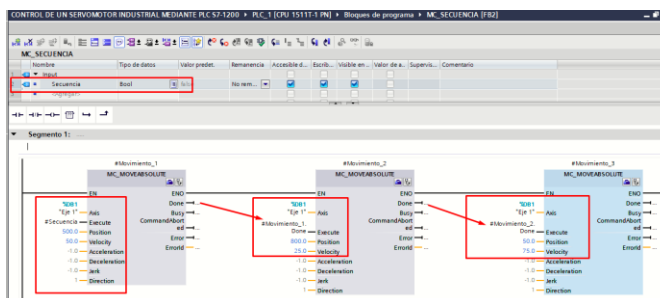 CONTROL DE UN SERVOMOTOR INDUSTRIAL MEDIANTE PLC S7-1200 ▸ PLC_1 [CPU 1511T-1 PN] ▸ Bloques de programa ▸ MC_SECUENCIA [FB2]
MC_SECUENCIA
Nombre Tipo de datos Valor predet. Remanencia Accesible d... Escrib... Visible en .. Valor de a.. Supervis... Comentario
Input
Secuencia Bool false No rem...
Segmento 1: ....
#Movimiento_1 #Movimiento_2 #Movimiento_3
MC_MOVEABSOLUTE MC_MOVEABSOLUTE MC_MOVEABSOLUTE
EN ENO EN ENO EN ENO
%DB1 Done %DB1 Done %DB1 Done
"Eje 1" Axis Busy "Eje 1" Axis Busy "Eje 1" Axis Busy
#Secuencia Execute CommandAborted #Movimiento_1.Done Execute CommandAborted #Movimiento_2.Done Execute CommandAborted
500.0 Position Error 800.0 Position Error 50.0 Position Error
50.0 Velocity ErrorId 25.0 Velocity ErrorId 75.0 Velocity ErrorId
-1.0 Acceleration -1.0 Acceleration -1.0 Acceleration
-1.0 Deceleration -1.0 Deceleration -1.0 Deceleration
-1.0 Jerk -1.0 Jerk -1.0 Jerk
1 Direction 1 Direction 1 Direction